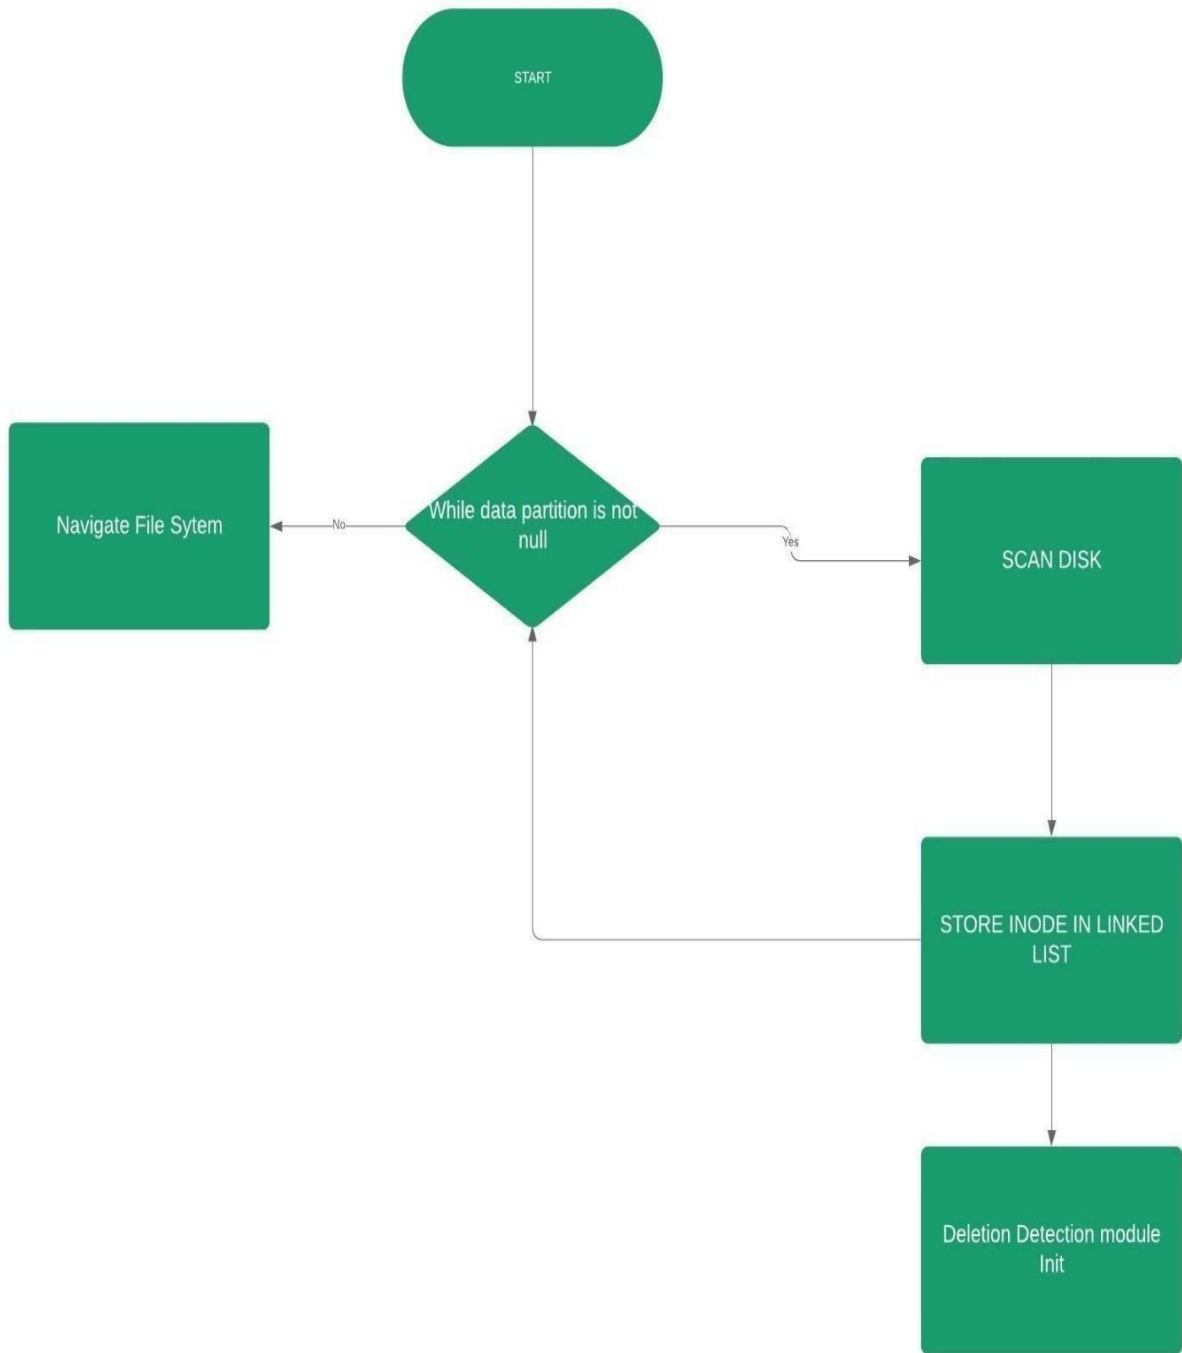 START
While data partition is not
null
No
Navigate File Sytem
Yes
SCAN DISK
STORE INODE IN LINKED
LIST
Deletion Detection module
Init